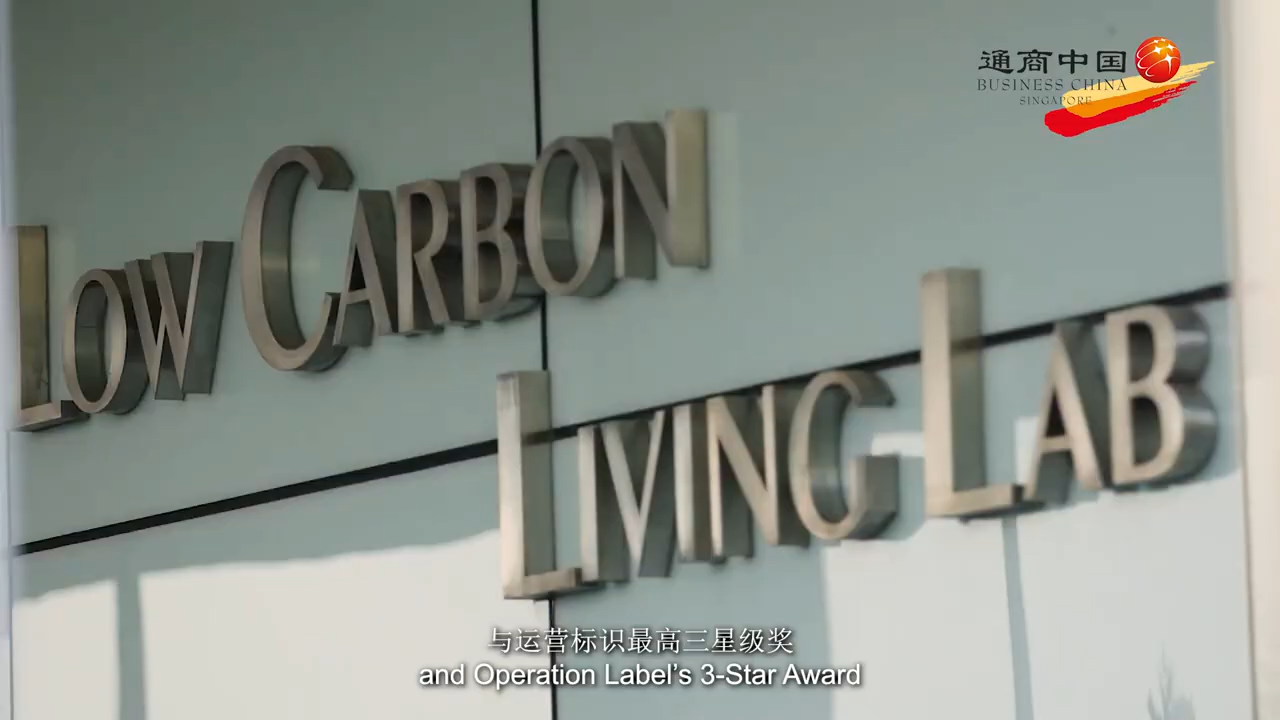 通商中国
BUSINESS CHINA
SINGAPORE
LOW CARBON
LIVING LAB
与运营标识最高三星级奖
and Operation Label's 3-Star Award